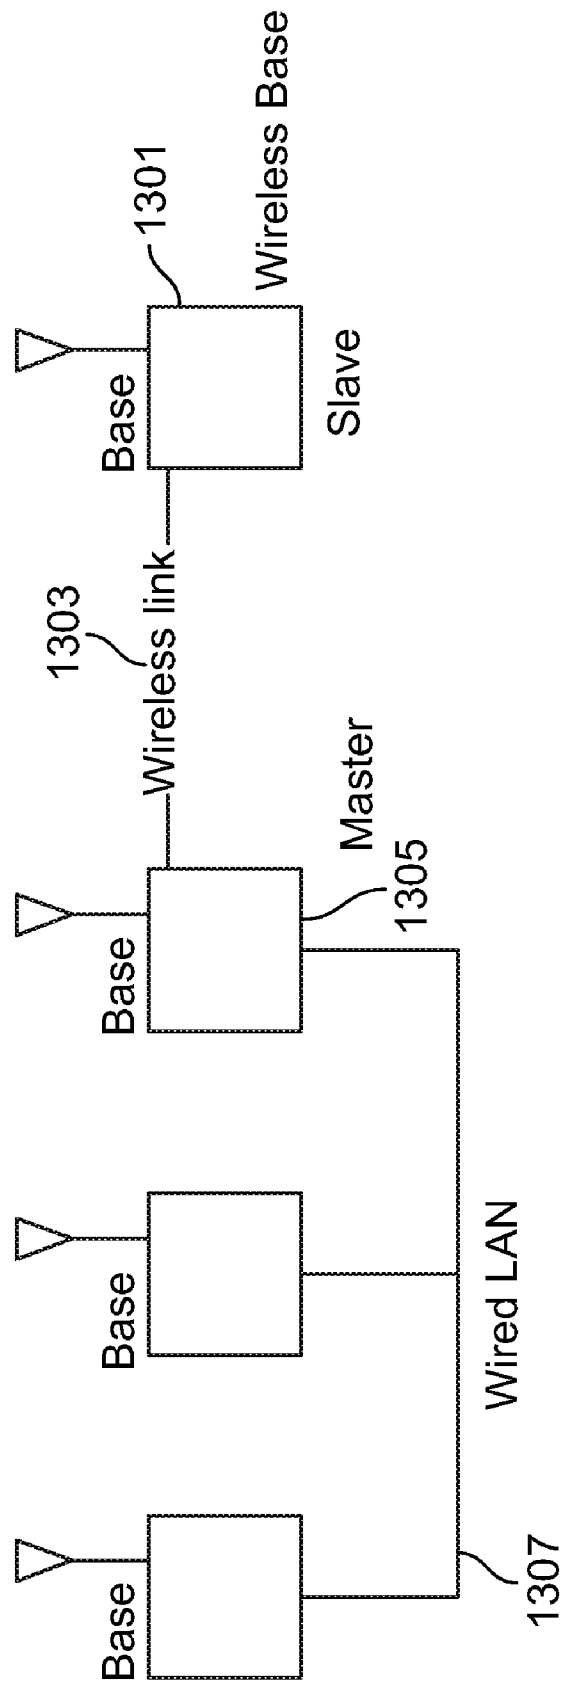 Base
Base
Base
1303
Wireless link
Base
1301
Master
1305
Slave
Wireless Base
Wired LAN
1307